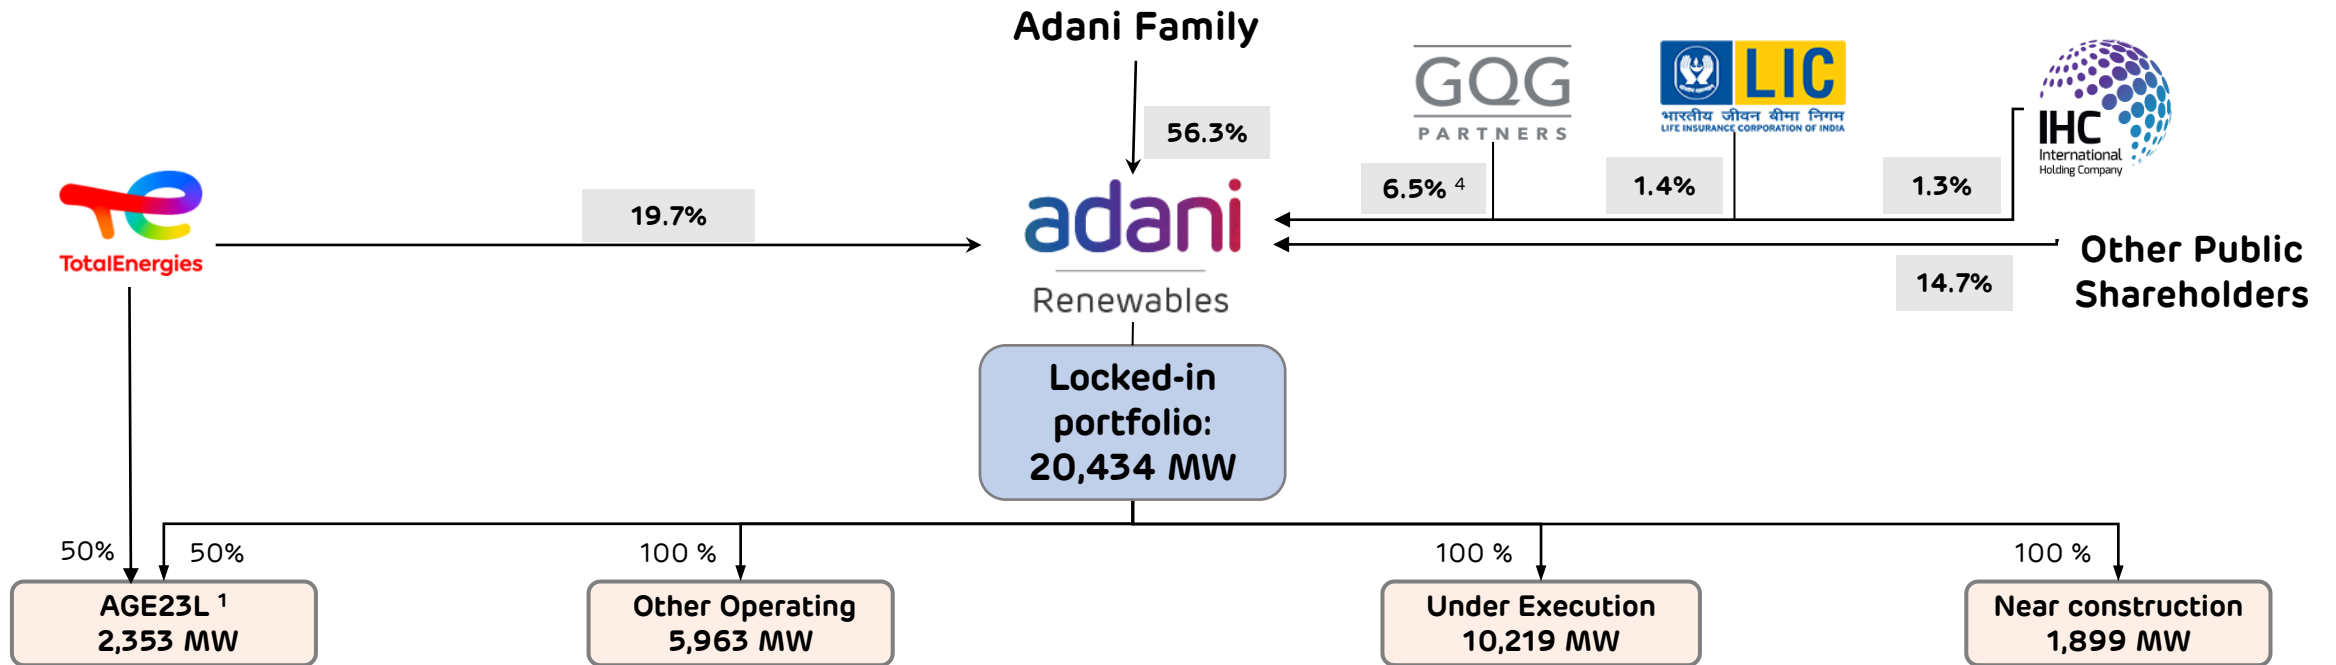 Adani Family
GQG
PARTNERS
LIC
भारतीय जीवन बीमा निगम
LIFE INSURANCE CORPORATION OF INDIA
IHC
International
Holding Company
56.3%
6.5% 4
1.4%
1.3%
TotalEnergies
19.7%
adani
Renewables
Other Public
Shareholders
14.7%
Locked-in
portfolio:
20,434 MW
50%
50%
100 %
100 %
100 %
AGE23L 1
2,353 MW
Other Operating
5,963 MW
Under Execution
10,219 MW
Near construction
1,899 MW